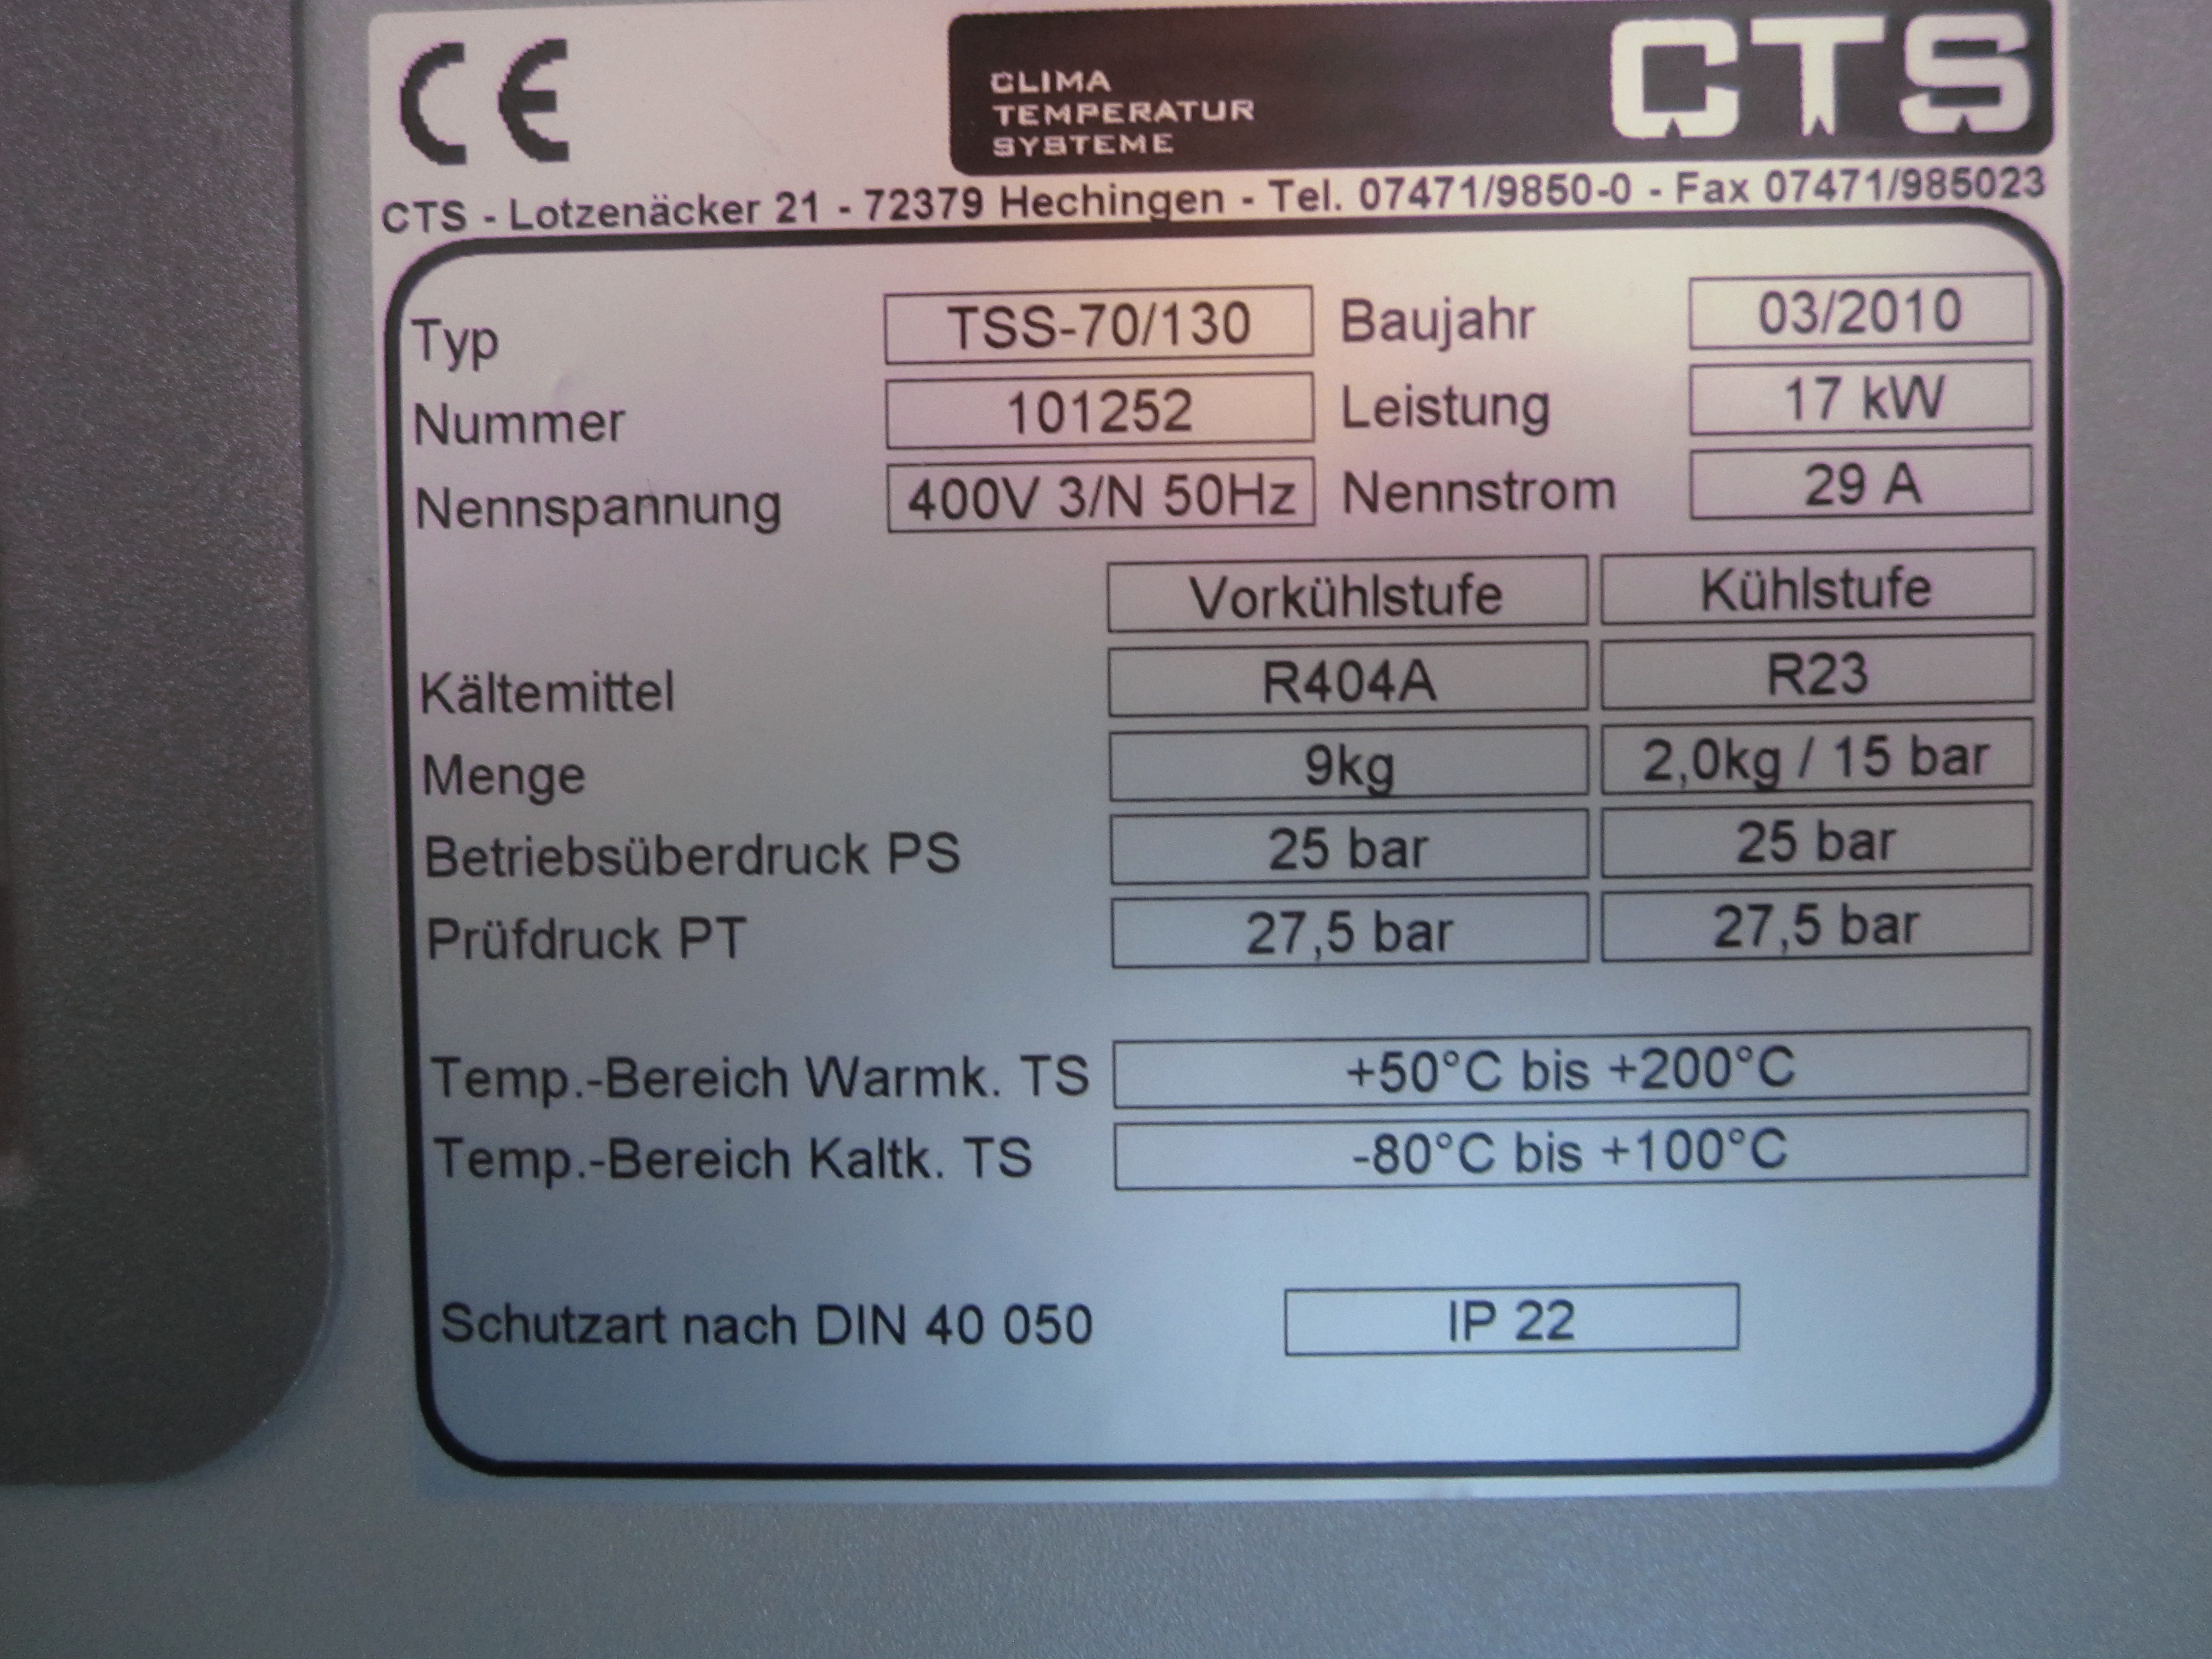 CE
CLIMA
TEMPERATUR
SYSTEME
CTS
CTS - Lotzenäcker 21 - 72379 Hechingen - Tel. 07471/9850-0 - Fax 07471/985023
Typ TSS-70/130 Baujahr 03/2010
Nummer 101252 Leistung 17 kW
Nennspannung 400V 3/N 50Hz Nennstrom 29 A
Vorkühlstufe Kühlstufe
Kältemittel R404A R23
Menge 9kg 2,0kg / 15 bar
Betriebsüberdruck PS 25 bar 25 bar
Prüfdruck PT 27,5 bar 27,5 bar
Temp.-Bereich Warmk. TS +50°C bis +200°C
Temp.-Bereich Kaltk. TS -80°C bis +100°C
Schutzart nach DIN 40 050 IP 22